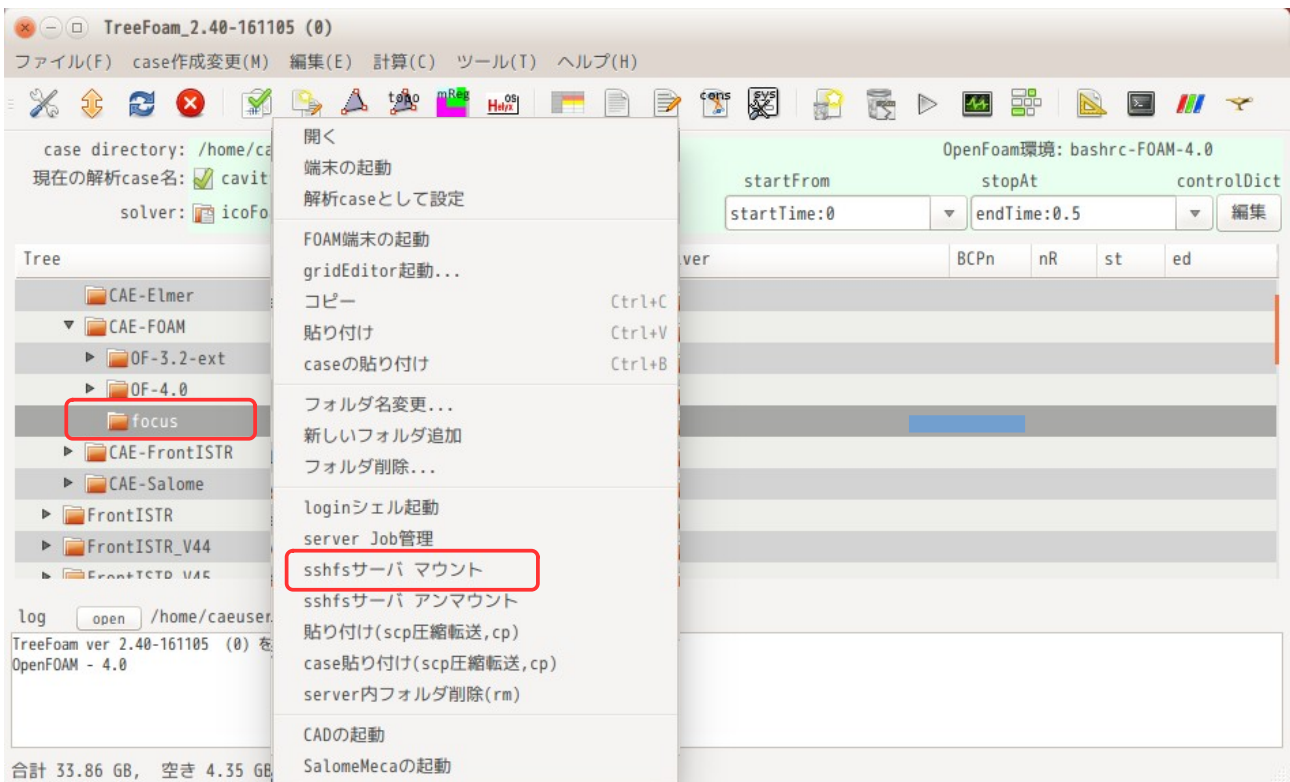 TreeFoam_2.40-161105 (0)
ファイル(F) case作成変更(M) 編集(E) 計算(C) ツール(T) ヘルプ(H)
topo mReg Helyx OS cons SYS
case directory: /home/ca
OpenFoam環境: bashrc-FOAM-4.0
現在の解析case名: cavit
startFrom stopAt controlDict
solver: icoFo
startTime:0 endTime:0.5 編集
Tree ver BCPn nR st ed
CAE-Elmer
CAE-FOAM
OF-3.2-ext
OF-4.0
focus
CAE-FrontISTR
CAE-Salome
FrontISTR
FrontISTR_V44
FrontISTR_V45
開く
端末の起動
解析caseとして設定
FOAM端末の起動
gridEditor起動...
コピー Ctrl+C
貼り付け Ctrl+V
caseの貼り付け Ctrl+B
フォルダ名変更...
新しいフォルダ追加
フォルダ削除...
loginシェル起動
server Job管理
sshfsサーバ マウント
sshfsサーバ アンマウント
貼り付け(scp圧縮転送,cp)
case貼り付け(scp圧縮転送,cp)
server内フォルダ削除(rm)
CADの起動
SalomeMecaの起動
log open /home/caeuser
TreeFoam ver 2.40-161105 (0) を
OpenFOAM - 4.0
合計 33.86 GB, 空き 4.35 GB